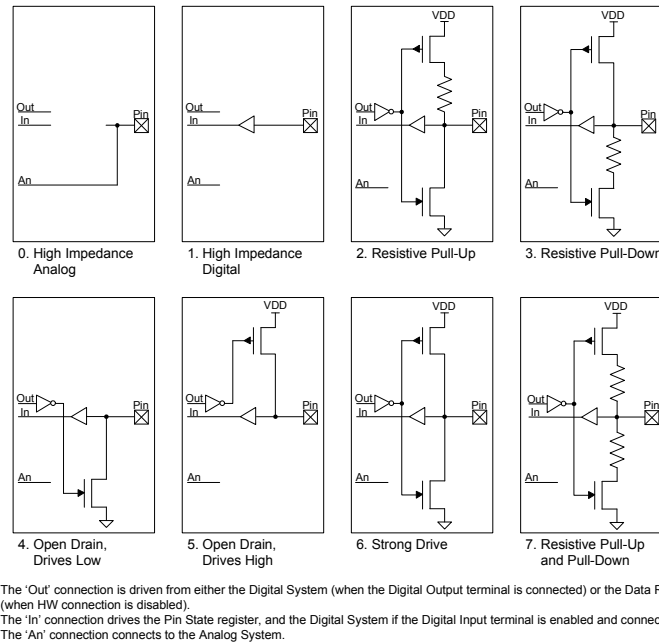 VDD
VDD
Out
In
Pin
An
Out
In
Pin
An
Out
In
Pin
An
Out
In
Pin
An
0. High Impedance
Analog
1. High Impedance
Digital
2. Resistive Pull-Up
3. Resistive Pull-Down
VDD
VDD
VDD
Out
In
Pin
An
Out
In
Pin
An
Out
In
Pin
An
Out
In
Pin
An
4. Open Drain,
Drives Low
5. Open Drain,
Drives High
6. Strong Drive
7. Resistive Pull-Up
and Pull-Down
The ‘Out’ connection is driven from either the Digital System (when the Digital Output terminal is connected) or the Data
(when HW connection is disabled).
The ‘In’ connection drives the Pin State register, and the Digital System if the Digital Input terminal is enabled and
The ‘An’ connection connects to the Analog System.